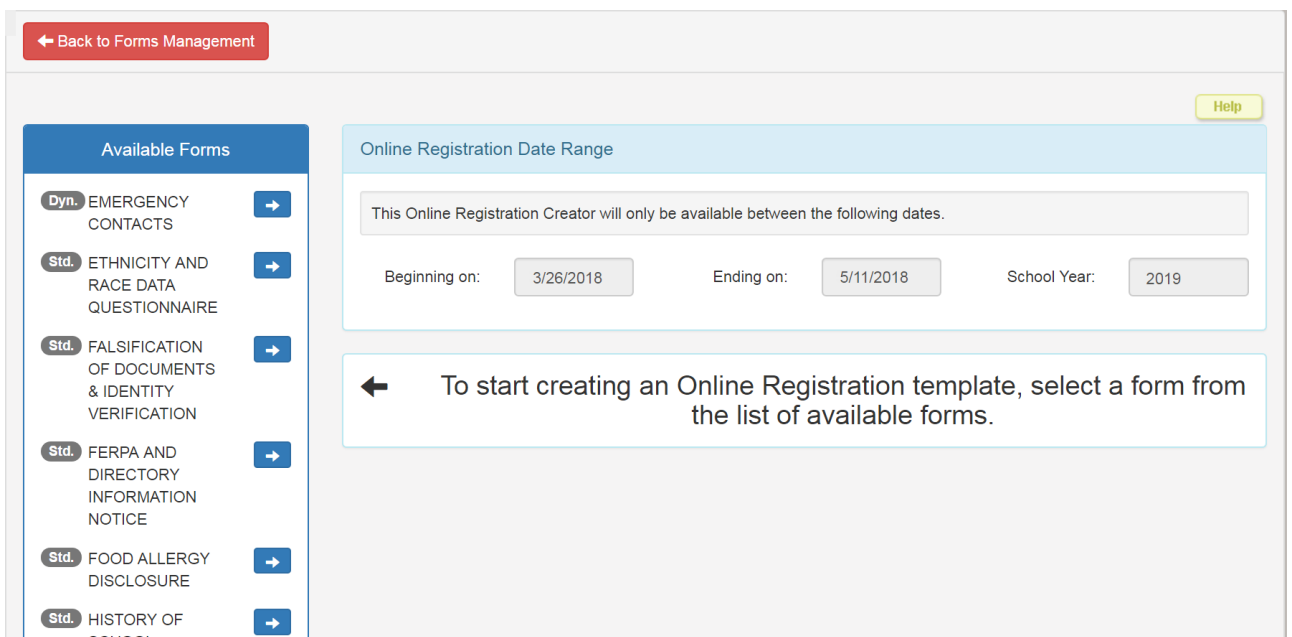 Back to Forms Management
Help
Available Forms
Dyn. EMERGENCY
CONTACTS
Std. ETHNICITY AND
RACE DATA
QUESTIONNAIRE
Std. FALSIFICATION
OF DOCUMENTS
& IDENTITY
VERIFICATION
Std. FERPA AND
DIRECTORY
INFORMATION
NOTICE
Std. FOOD ALLERGY
DISCLOSURE
Std. HISTORY OF
Online Registration Date Range
This Online Registration Creator will only be available between the following dates.
Beginning on: 3/26/2018 Ending on: 5/11/2018 School Year: 2019
To start creating an Online Registration template, select a form from
the list of available forms.